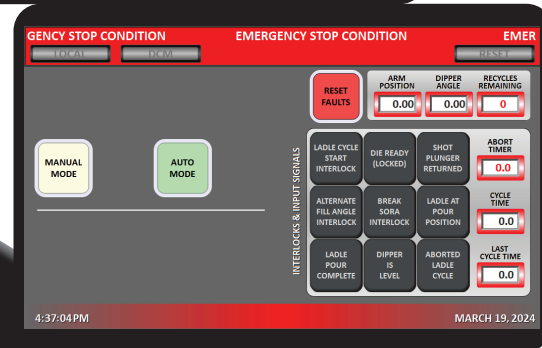 GENCY STOP CONDITION
EMERGENCY STOP CONDITION
EMER
LOCAL
DCM
RESET
RESET
FAULTS
ARM
POSITION
0.00
DIPPER
ANGLE
0.00
RECYCLES
REMAINING
0
MANUAL
MODE
AUTO
MODE
INTERLOCKS & INPUT SIGNALS
LADLE CYCLE
START
INTERLOCK
DIE READY
(LOCKED)
SHOT
PLUNGER
RETURNED
ABORT
TIMER
0.0
ALTERNATE
FILL ANGLE
INTERLOCK
BREAK
SORA
INTERLOCK
LADLE AT
POUR
POSITION
CYCLE
TIME
0.0
LADLE
POUR
COMPLETE
DIPPER
IS
LEVEL
ABORTED
LADLE
CYCLE
LAST
CYCLE TIME
0.0
4:37:04 PM
MARCH 19, 2024